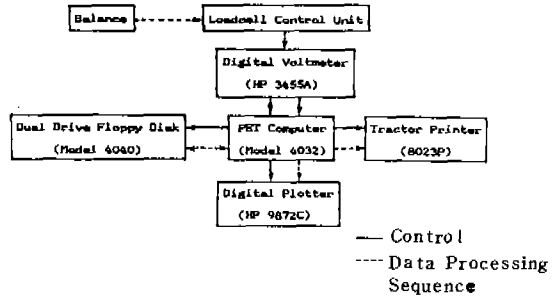 Balance
Loadcell Control Unit
Digital Voltmeter
(HP 3455A)
Dual Drive Floppy Disk
(Model 4040)
PET Computer
(Model 4032)
Tractor Printer
(8023P)
Digital Plotter
(HP 9872C)
Control
Data Processing
Sequence